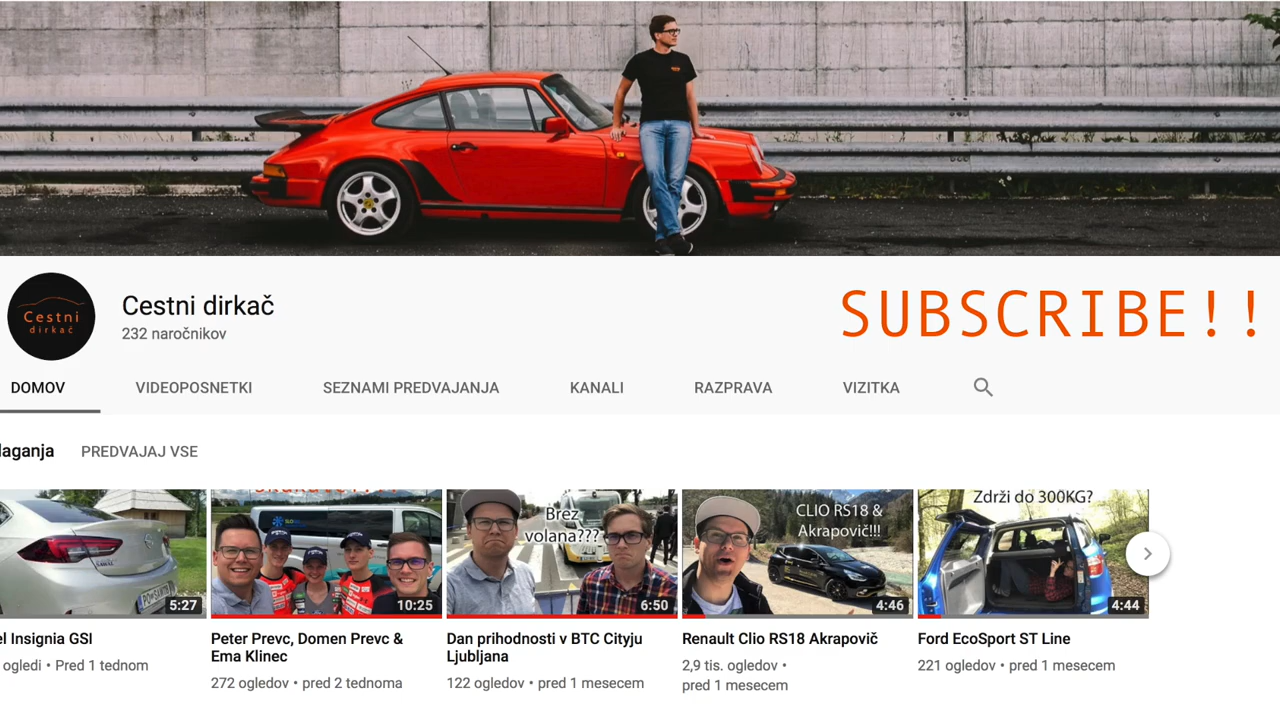 Cestni
dirkač
Cestni dirkač
232 naročnikov
SUBSCRIBE!!
DOMOV VIDEOPOSNETKI SEZNAMI PREDVAJANJA KANALI RAZPRAVA VIZITKA
laganja PREDVAJAJ VSE
5:27
10:25
Brez
volana???
6:50
CLIO RS18 &
Akrapovič!!!
4:46
Zdrži do 300KG?
4:44
el Insignia GSI
ogledi • Pred 1 tednom
Peter Prevc, Domen Prevc &
Ema Klinec
272 ogledov • pred 2 tednoma
Dan prihodnosti v BTC Cityju
Ljubljana
122 ogledov • pred 1 mesecem
Renault Clio RS18 Akrapovič
2,9 tis. ogledov •
pred 1 mesecem
Ford EcoSport ST Line
221 ogledov • pred 1 mesecem